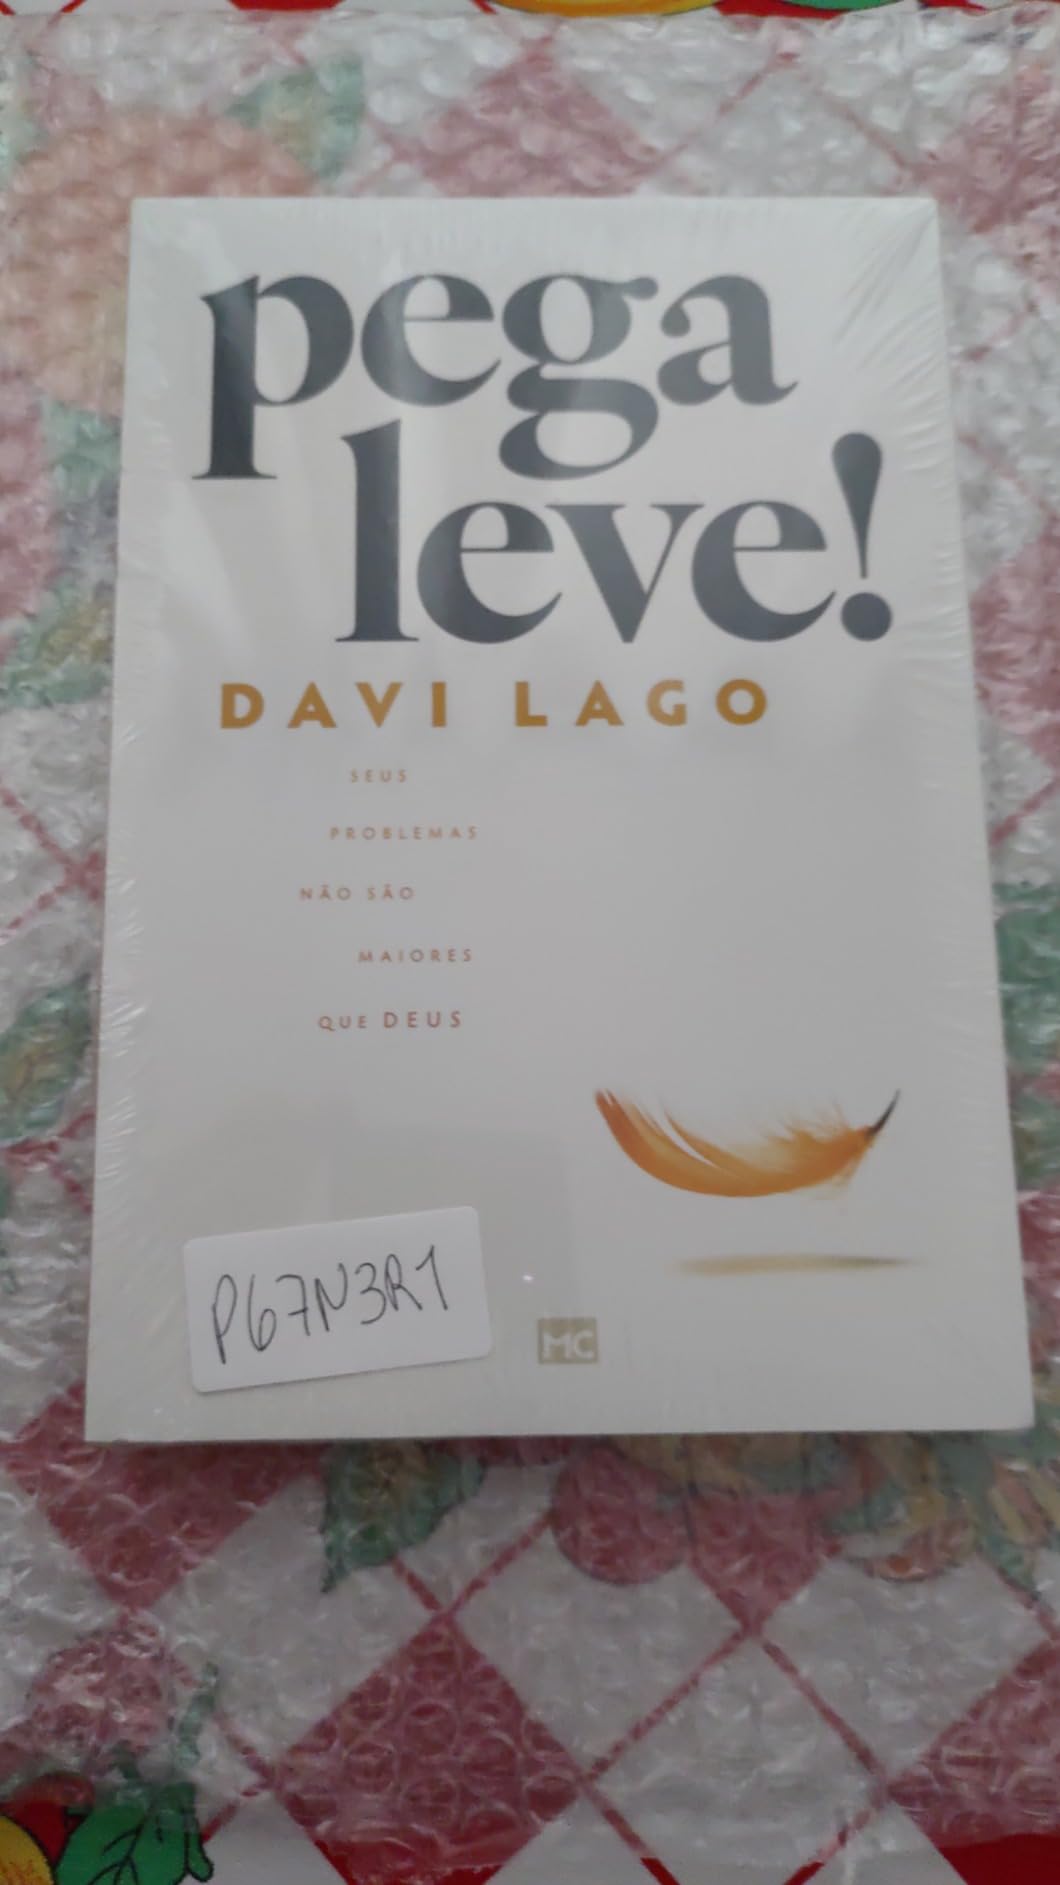 pega
leve!
DAVI LAGO
SEUS
PROBLEMAS
NÃO SÃO
MAIORES
QUE DEUS
P67N3R1
MC